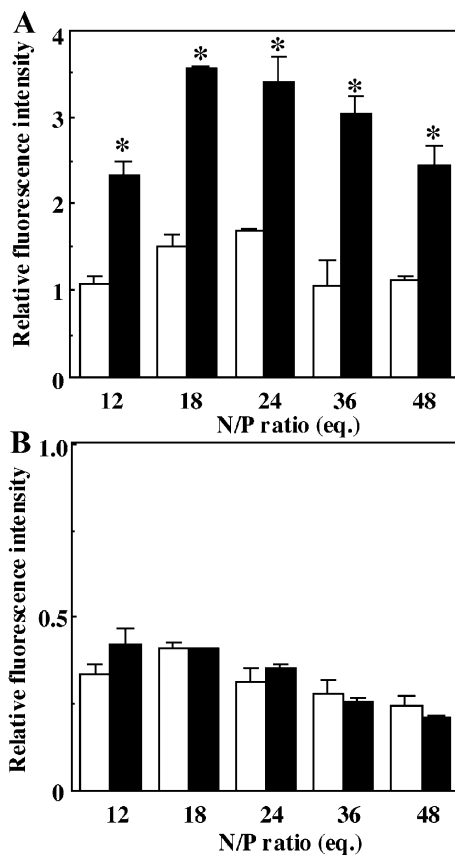 A
Relative fluorescence intensity
4
3
2
1
0
* * * * *
12 18 24 36 48
N/P ratio (eq.)
B
Relative fluorescence intensity
1.0
0.5
0
12 18 24 36 48
N/P ratio (eq.)